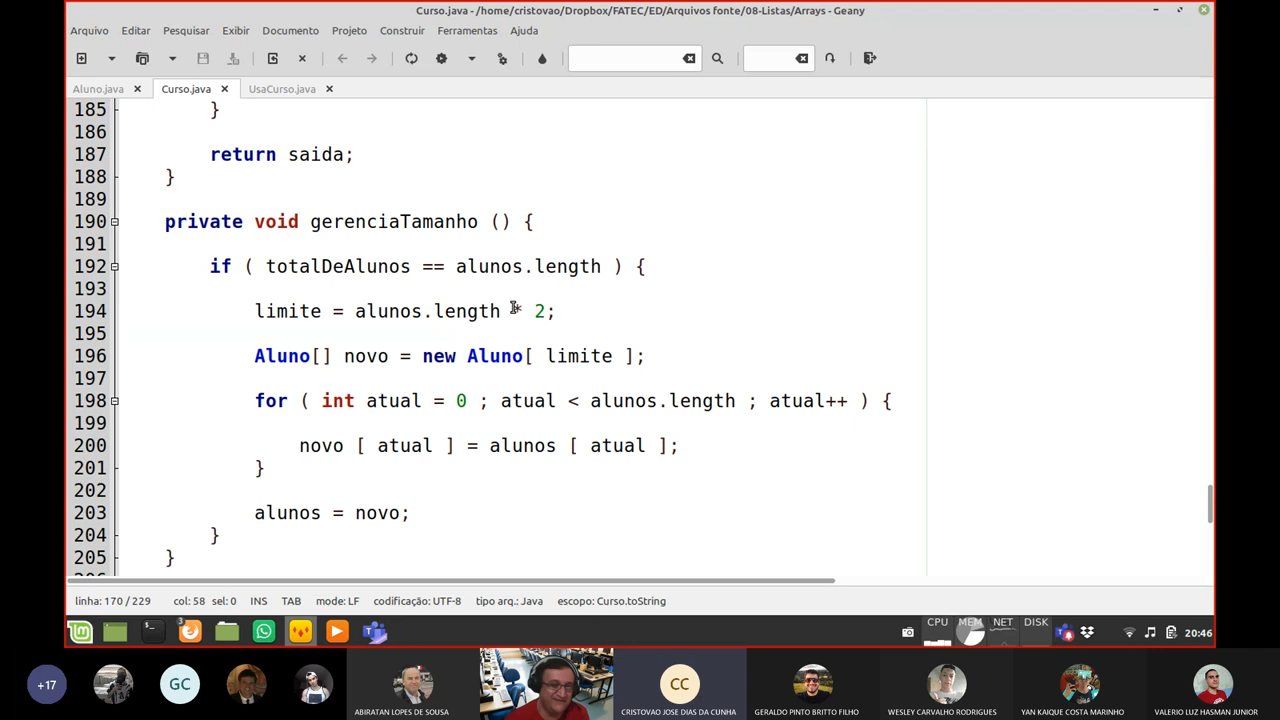 Curso.java - /home/cristovao/Dropbox/FATEC/ED/Arquivos fonte/08-Listas/Arrays - Geany
Arquivo Editar Pesquisar Exibir Documento Projeto Construir Ferramentas Ajuda
Aluno.java Curso.java UsaCurso.java
185 }
186
187 return saida;
188 }
189
190 private void gerenciaTamanho () {
191
192 if ( totalDeAlunos == alunos.length ) {
193
194 limite = alunos.length * 2;
195
196 Aluno[] novo = new Aluno[ limite ];
197
198 for ( int atual = 0 ; atual < alunos.length ; atual++ ) {
199
200 novo [ atual ] = alunos [ atual ];
201 }
202
203 alunos = novo;
204 }
205 }
linha: 170 / 229 col: 58 sel: 0 INS TAB mode: LF codificação: UTF-8 tipo arq.: Java escopo: Curso.toString
3 CPU MEM NET DISK 20:46
+17 GC CC
ABIRATAN LOPES DE SOUSA CRISTOVAO JOSE DIAS DA CUNHA GERALDO PINTO BRITTO FILHO WESLEY CARVALHO RODRIGUES YAN KAIQUE COSTA MARINHO VALERIO LUZ HASMAN JUNIOR